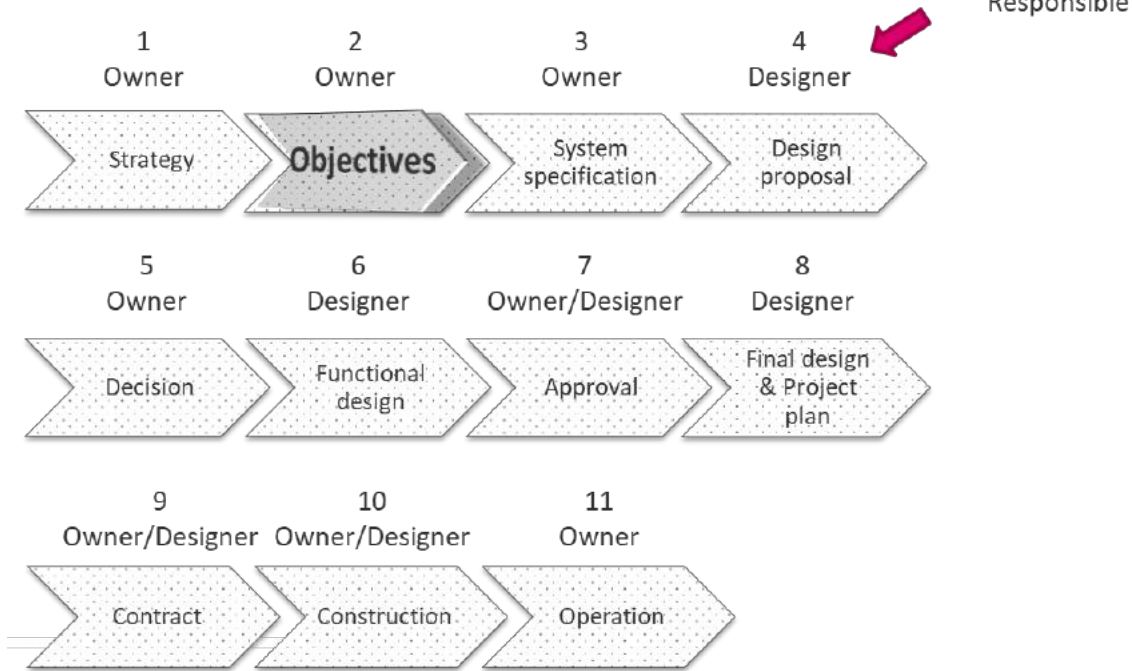 Responsible
1
Owner
2
Owner
3
Owner
4
Designer
Strategy
Objectives
System
specification
Design
proposal
5
Owner
6
Designer
7
Owner/Designer
8
Designer
Decision
Functional
design
Approval
Final design
& Project
plan
9
Owner/Designer
10
Owner/Designer
11
Owner
Contract
Construction
Operation